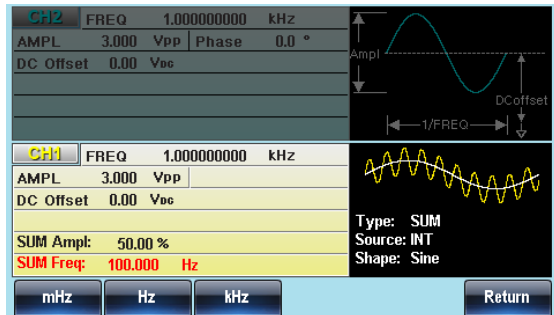 CH2 FREQ 1.000000000 kHz
AMPL 3.000 Vpp Phase 0.0 °
DC Offset 0.00 VDC
Ampl
DCoffset
1/FREQ
CH1 FREQ 1.000000000 kHz
AMPL 3.000 Vpp
DC Offset 0.00 VDC
SUM Ampl: 50.00 %
SUM Freq: 100.000 Hz
Type: SUM
Source: INT
Shape: Sine
mHz Hz kHz Return